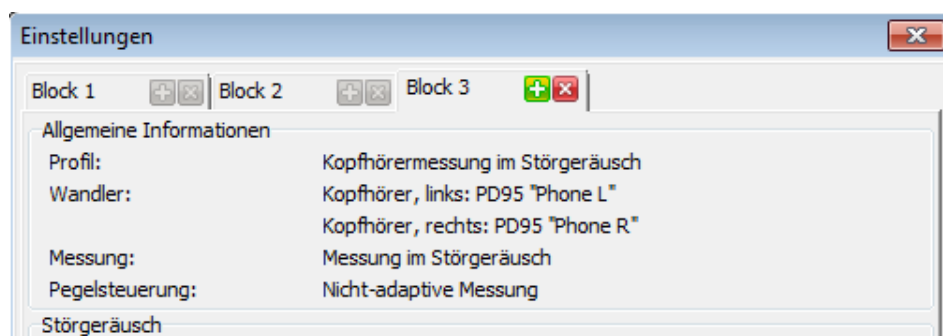 Einstellungen
Block 1 Block 2 Block 3
Allgemeine Informationen
Profil: Kopfhörermessung im Störgeräusch
Wandler: Kopfhörer, links: PD95 "Phone L"
Kopfhörer, rechts: PD95 "Phone R"
Messung: Messung im Störgeräusch
Pegelsteuerung: Nicht-adaptive Messung
Störgeräusch